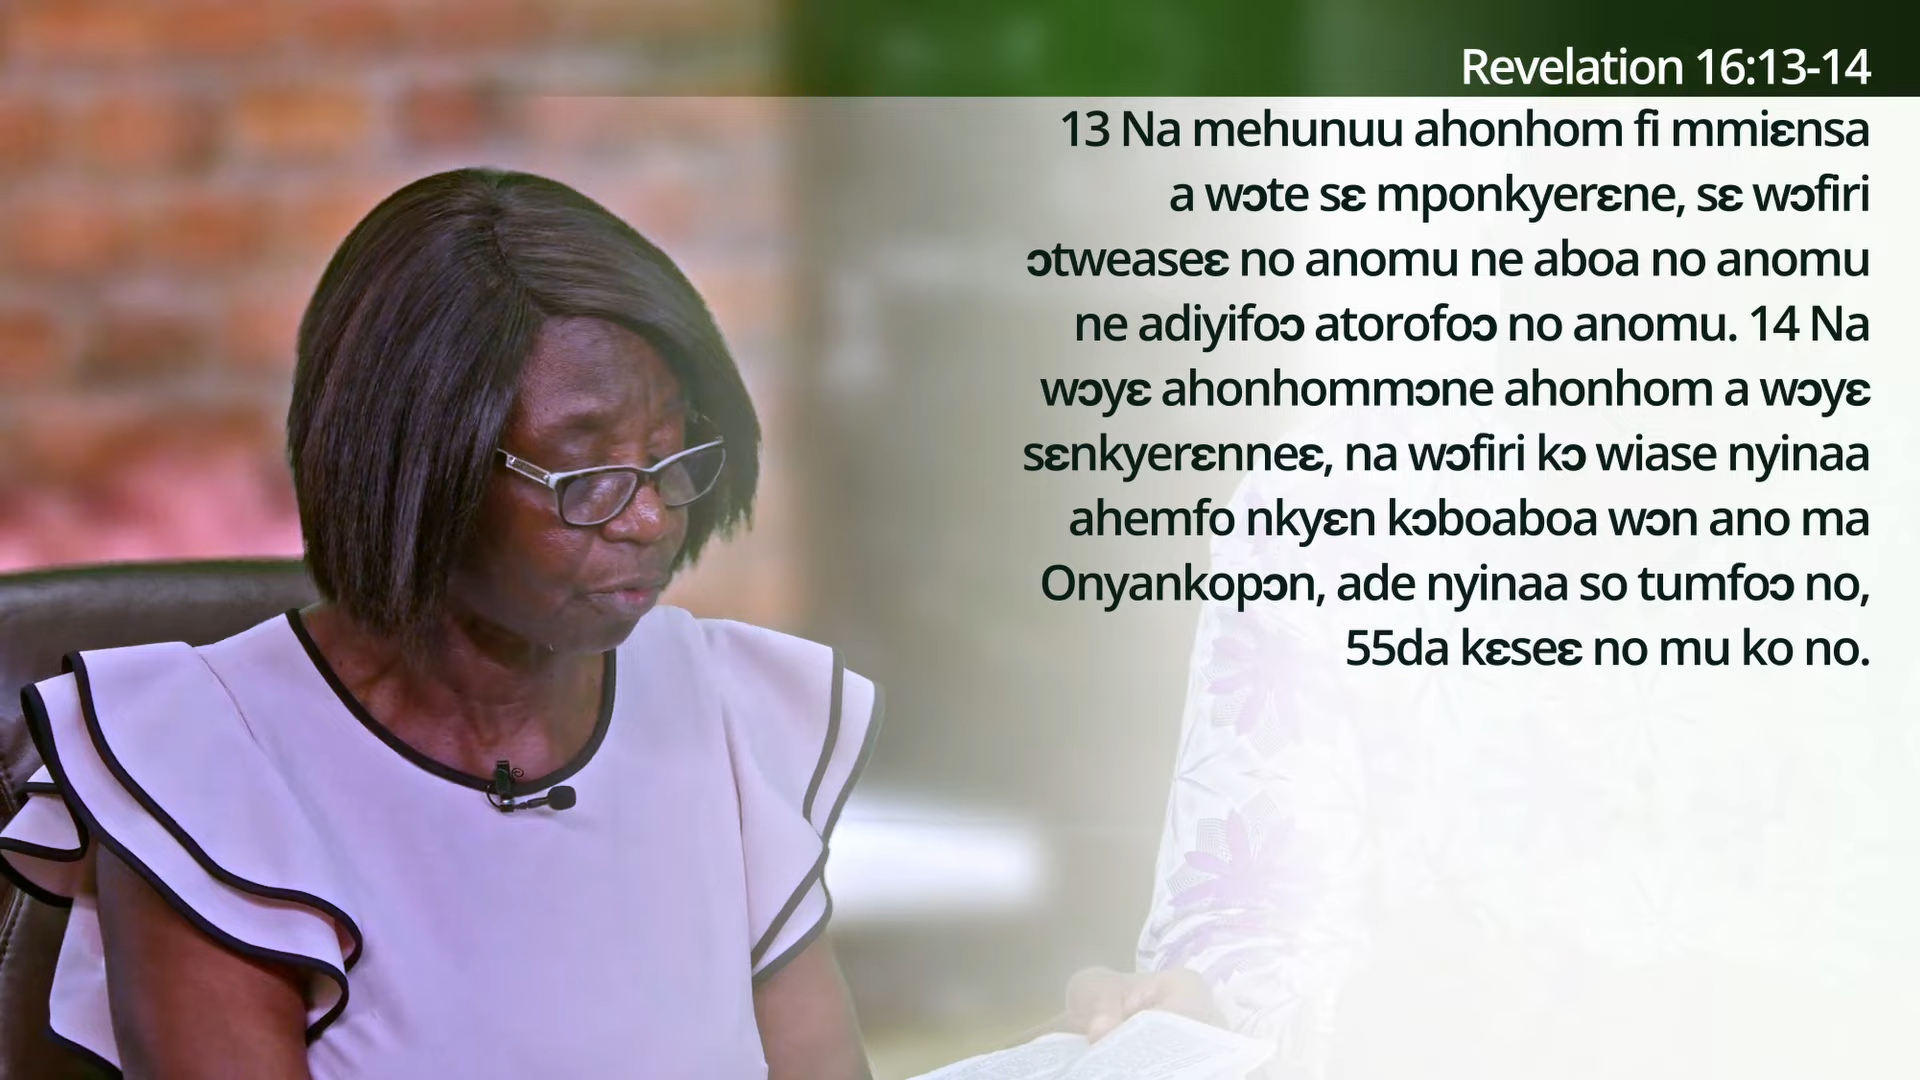 Revelation 16:13-14
13 Na mehunuu ahonhom fi mmiɛnsa
a wɔte sɛ mponkyerɛne, sɛ wɔfiri
ɔtweaseɛ no anomu ne aboa no anomu
ne adiyifoɔ atorofoɔ no anomu. 14 Na
wɔyɛ ahonhommɔne ahonhom a wɔyɛ
sɛnkyerɛnneɛ, na wɔfiri kɔ wiase nyinaa
ahemfo nkyɛn kɔboaboa wɔn ano ma
Onyankopɔn, ade nyinaa so tumfoɔ no,
55da kɛseɛ no mu ko no.